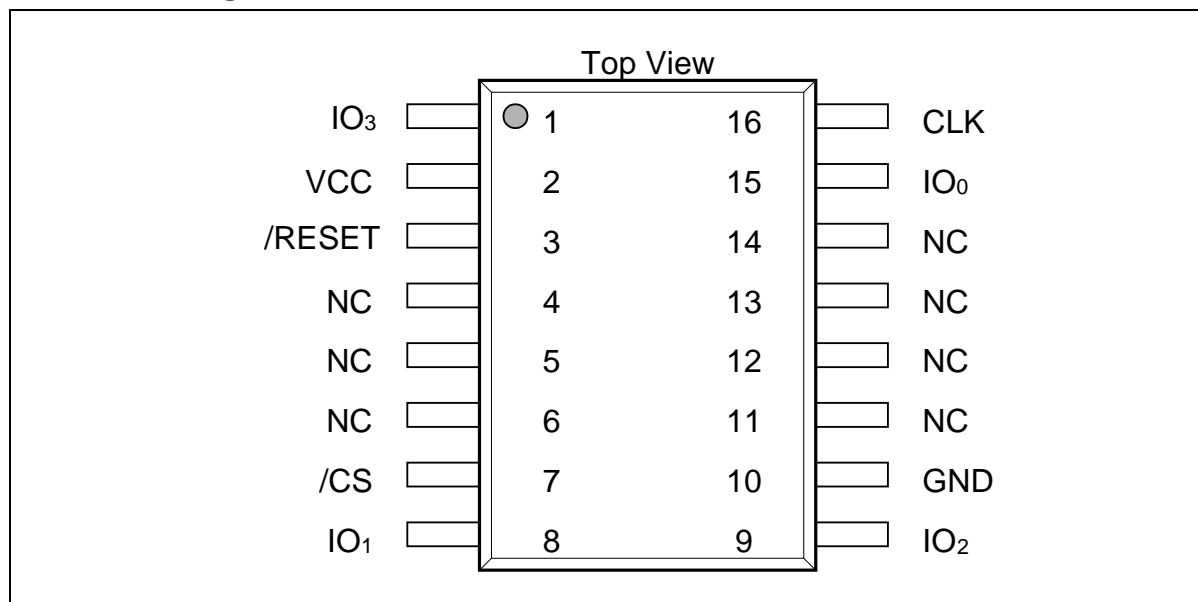 Top View
IO3 1 16 CLK
VCC 2 15 IO0
/RESET 3 14 NC
NC 4 13 NC
NC 5 12 NC
NC 6 11 NC
/CS 7 10 GND
IO1 8 9 IO2